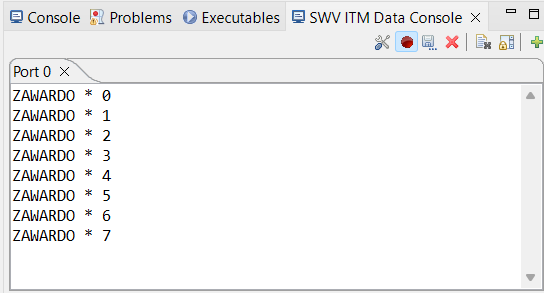 Console Problems Executables SWV ITM Data Console
Port 0
ZAWARDO * 0
ZAWARDO * 1
ZAWARDO * 2
ZAWARDO * 3
ZAWARDO * 4
ZAWARDO * 5
ZAWARDO * 6
ZAWARDO * 7